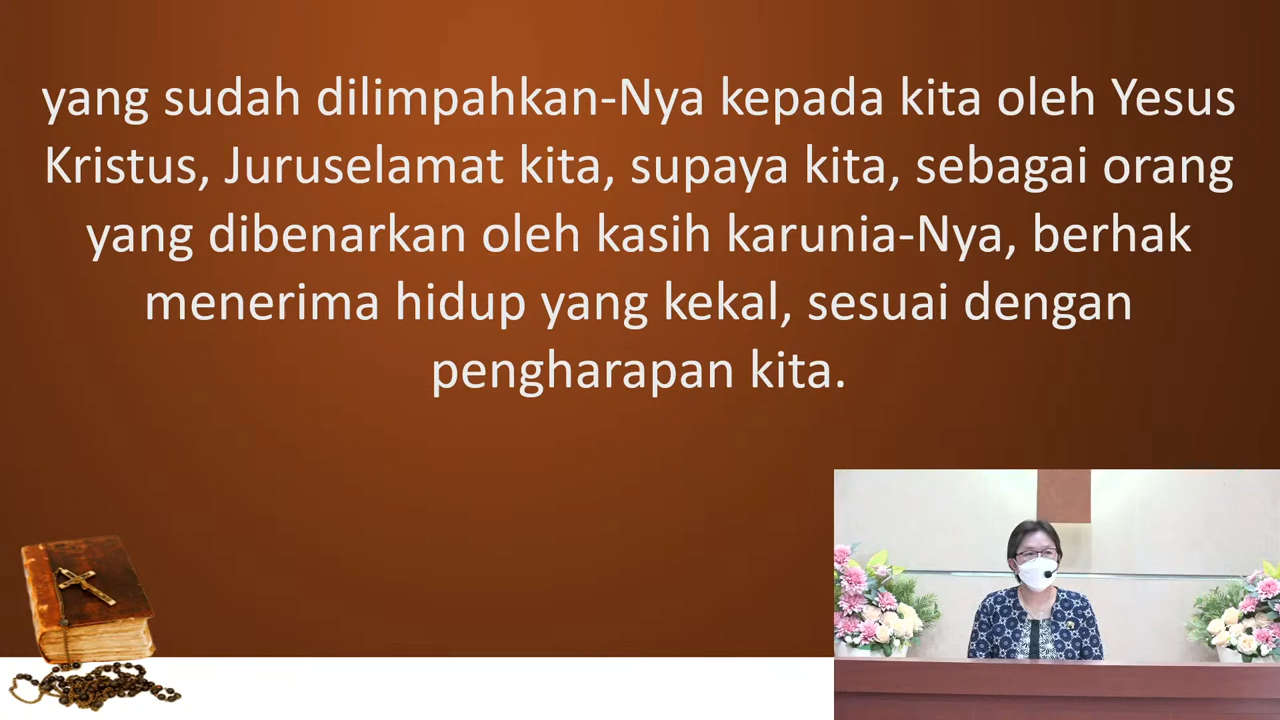 yang sudah dilimpahkan-Nya kepada kita oleh Yesus
Kristus, Juruselamat kita, supaya kita, sebagai orang
yang dibenarkan oleh kasih karunia-Nya, berhak
menerima hidup yang kekal, sesuai dengan
pengharapan kita.